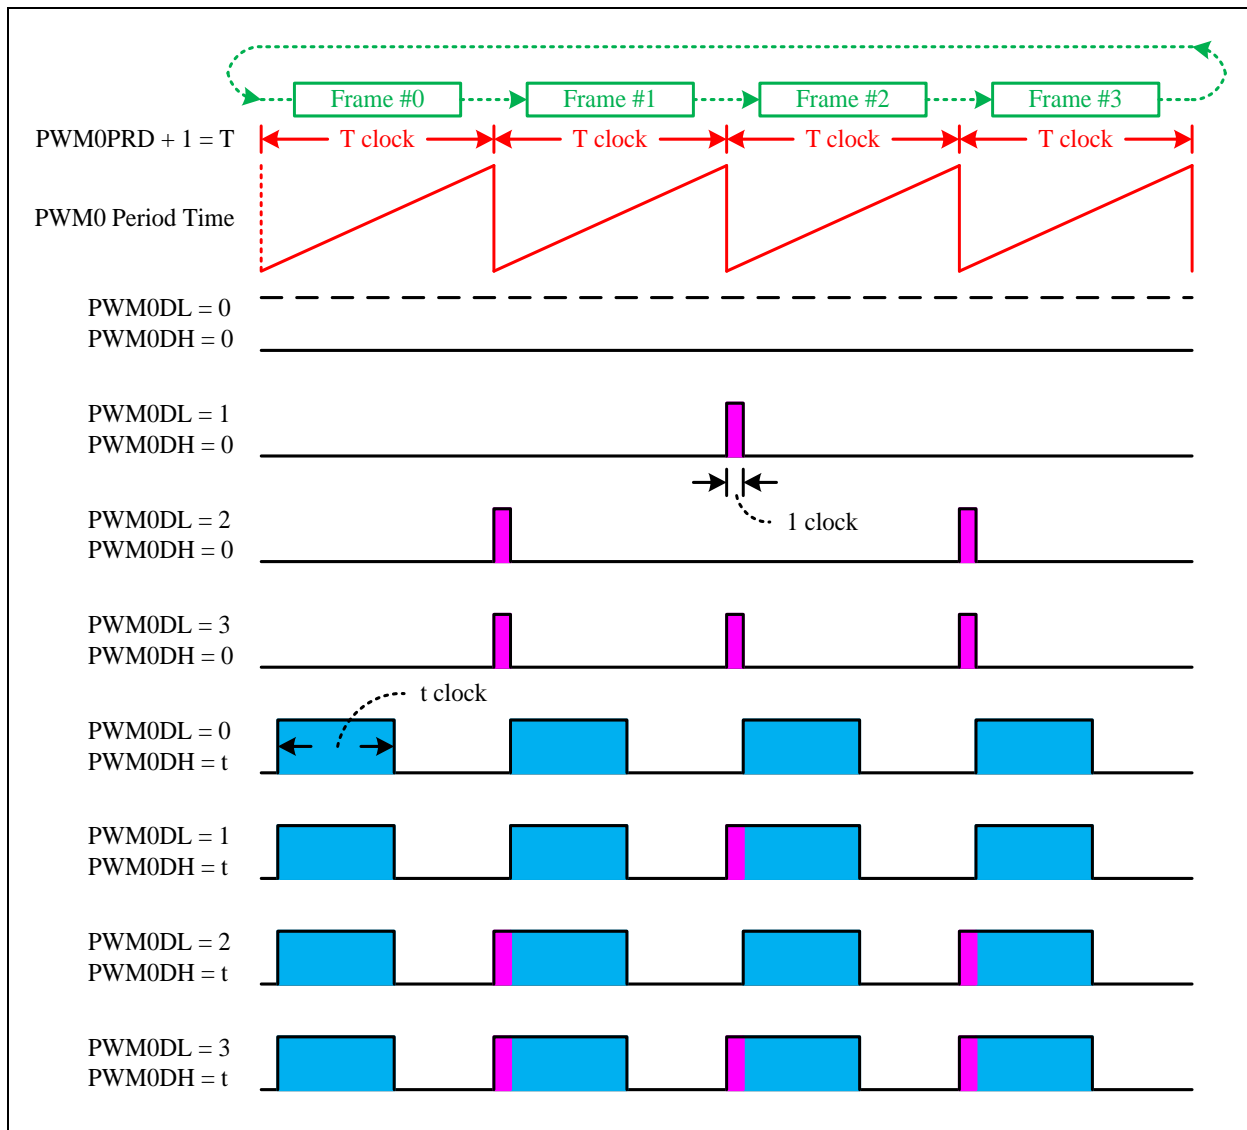 Frame #0 Frame #1 Frame #2 Frame #3
PWM0PRD + 1 = T T clock T clock T clock T clock
PWM0 Period Time
PWM0DL = 0
PWM0DH = 0
PWM0DL = 1
PWM0DH = 0
1 clock
PWM0DL = 2
PWM0DH = 0
PWM0DL = 3
PWM0DH = 0
t clock
PWM0DL = 0
PWM0DH = t
PWM0DL = 1
PWM0DH = t
PWM0DL = 2
PWM0DH = t
PWM0DL = 3
PWM0DH = t